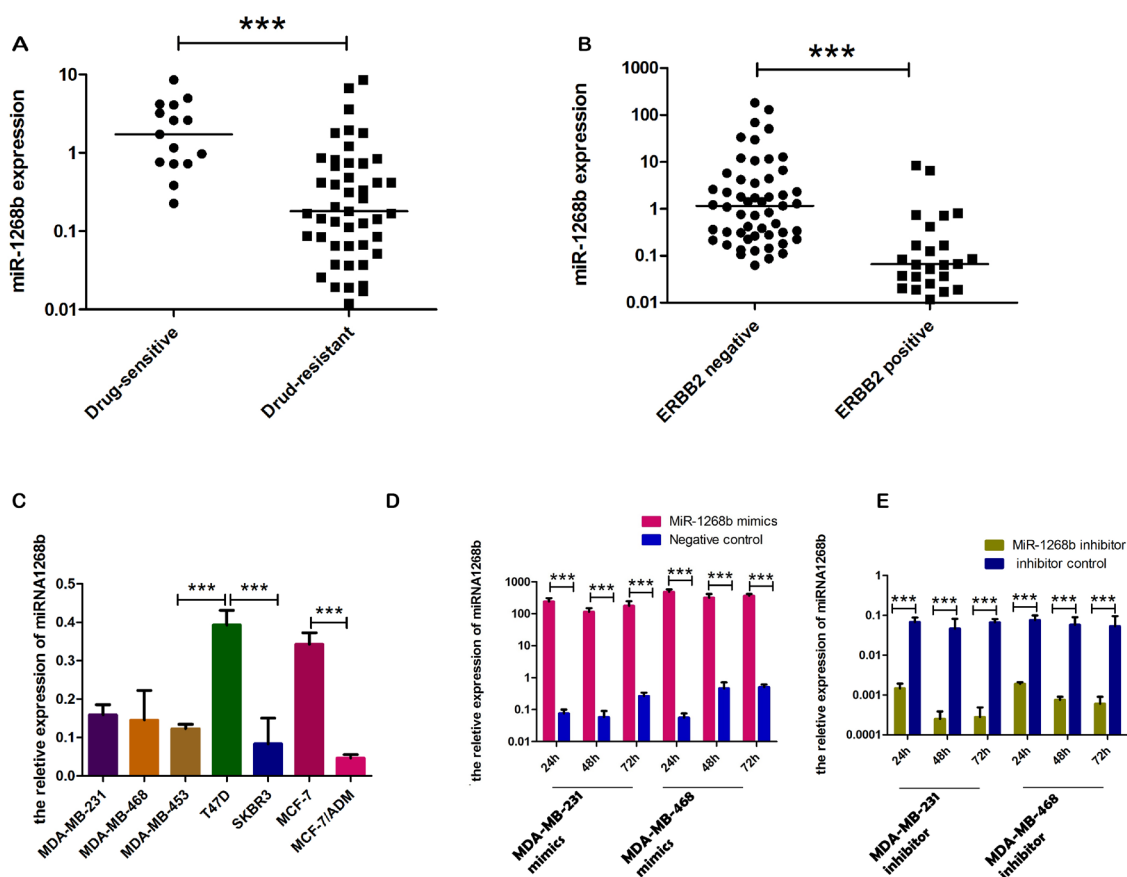 A
***
miR-1268b expression
10
1
0.1
0.01
Drug-sensitive
Drud-resistant
B
***
miR-1268b expression
1000
100
10
1
0.1
0.01
ERBB2 negative
ERBB2 positive
C
the reletive expression of miRNA1268b
0.5
0.4
0.3
0.2
0.1
0.0
*** *** ***
MDA-MB-231
MDA-MB-468
MDA-MB-453
T47D
SKBR3
MCF-7
MCF-7/ADM
D
MiR-1268b mimics
Negative control
the reletive expression of miRNA1268b
1000
100
10
1
0.1
0.01
*** *** *** *** *** ***
24h 48h 72h 24h 48h 72h
MDA-MB-231
mimics
MDA-MB-468
mimics
E
MiR-1268b inhibitor
inhibitor control
the reletive expression of miRNA1268b
1
0.1
0.01
0.001
0.0001
*** *** *** *** *** ***
24h 48h 72h 24h 48h 72h
MDA-MB-231
inhibitor
MDA-MB-468
inhibitor